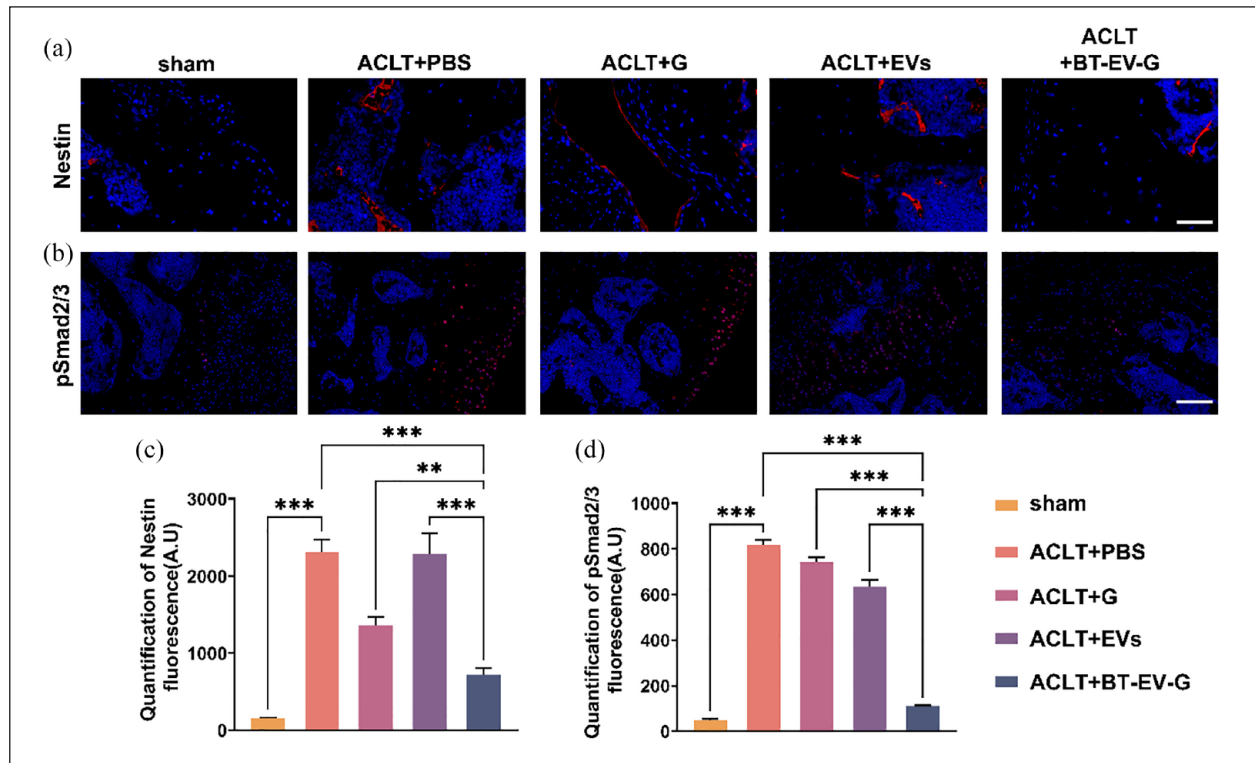 (a)
sham
ACLT+PBS
ACLT+G
ACLT+EVs
ACLT
+BT-EV-G
Nestin
(b)
pSmad2/3
(c)
***
**
***
***
Quantification of Nestin
fluorescence(A.U)
3000
2000
1000
0
(d)
***
***
***
***
Quantification of pSmad2/3
fluorescence(A.U)
1000
800
600
400
200
0
sham
ACLT+PBS
ACLT+G
ACLT+EVs
ACLT+BT-EV-G